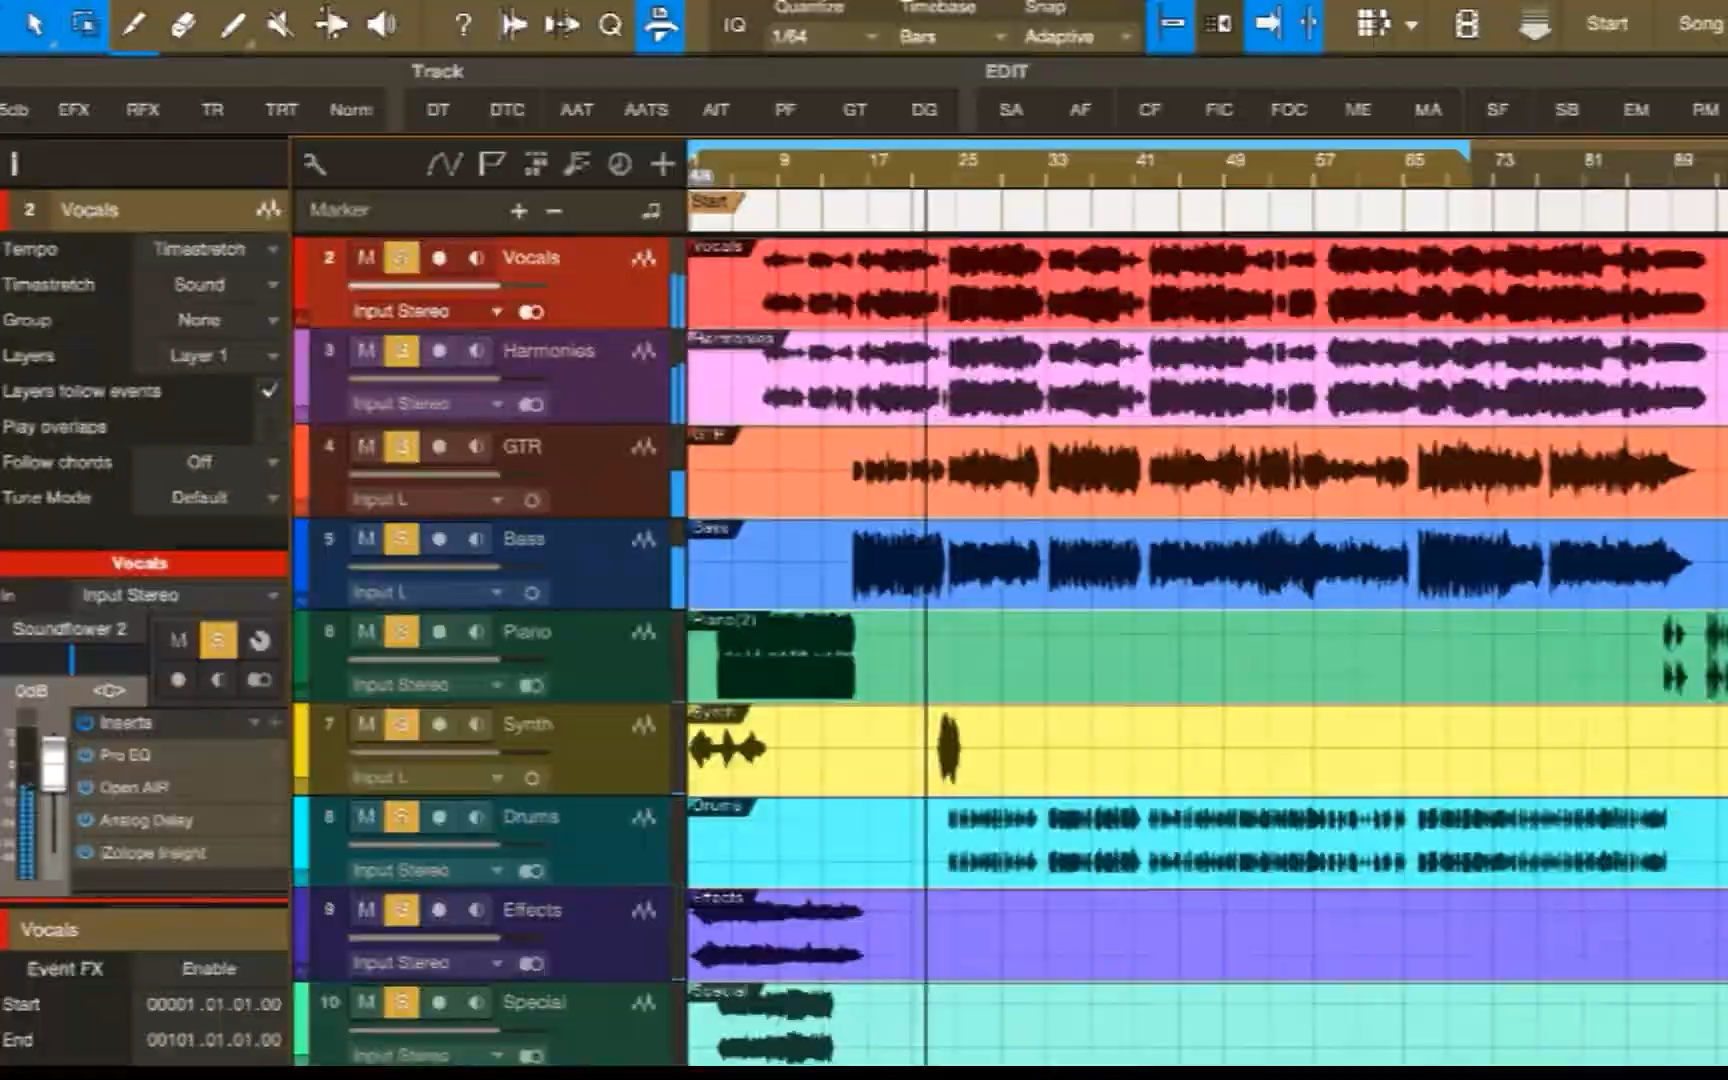 Quantize Timebase Snap
IQ 1/64 Bars Adaptive Start Song
Track EDIT
5db EFX RFX TR TRT Norm DT DTC AAT AATS AIT PF GT DG SA AF CF FIC FOC ME MA SF SB EM RM
i 1 9 17 25 33 41 49 57 65 73 81 89
4/4
2 Vocals Marker + − Start
Tempo Timestretch
Timestretch Sound
Group None
Layers Layer 1
Layers follow events
Play overlaps
Follow chords Off
Tune Mode Default
Vocals
In Input Stereo
Soundflower 2 M S
0dB <C>
Inserts
Pro EQ
Open AIR
Analog Delay
iZotope Insight
Vocals
Event FX Enable
Start 00001.01.01.00
End 00101.01.01.00
2 M S Vocals Vocals
Input Stereo
3 M S Harmonies Harmonies
Input Stereo
4 M S GTR GTR
Input L
5 M S Bass Bass
Input L
6 M S Piano Piano(2)
Input Stereo
7 M S Synth Synth
Input L
8 M S Drums Drums
Input Stereo
9 M S Effects Effects
Input Stereo
10 M S Special Special
Input Stereo